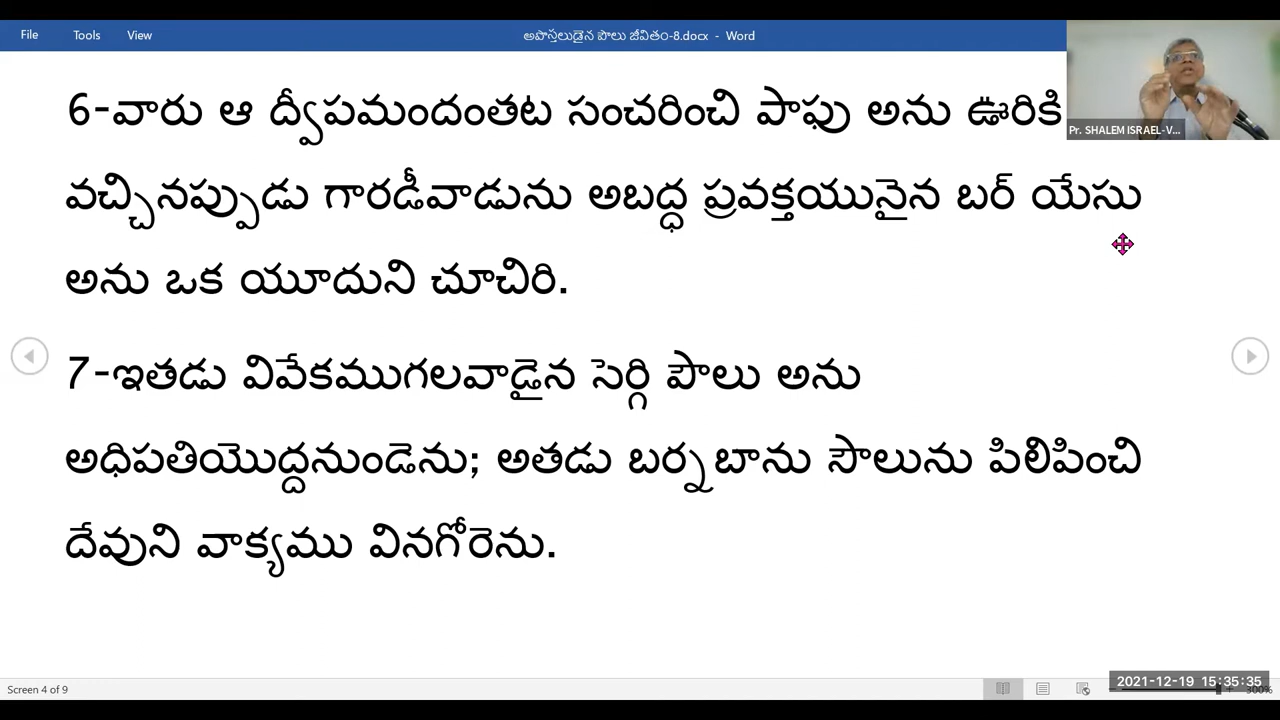 File Tools View అపొస్తలుడైన పౌలు జీవితం-8.docx - Word
Pr. SHALEM ISRAEL-V...
6-వారు ఆ ద్వీపమందంతట సంచరించి పాఫు అను ఊరికి
వచ్చినప్పుడు గారడీవాడును అబద్ధ ప్రవక్తయునైన బర్ యేసు
అను ఒక యూదుని చూచిరి.
7-ఇతడు వివేకముగలవాడైన సెర్గి పౌలు అను
అధిపతియొద్దనుండెను; అతడు బర్నబాను సౌలును పిలిపించి
దేవుని వాక్యము వినగోరెను.
Screen 4 of 9 2021-12-19 15:35:35 300%